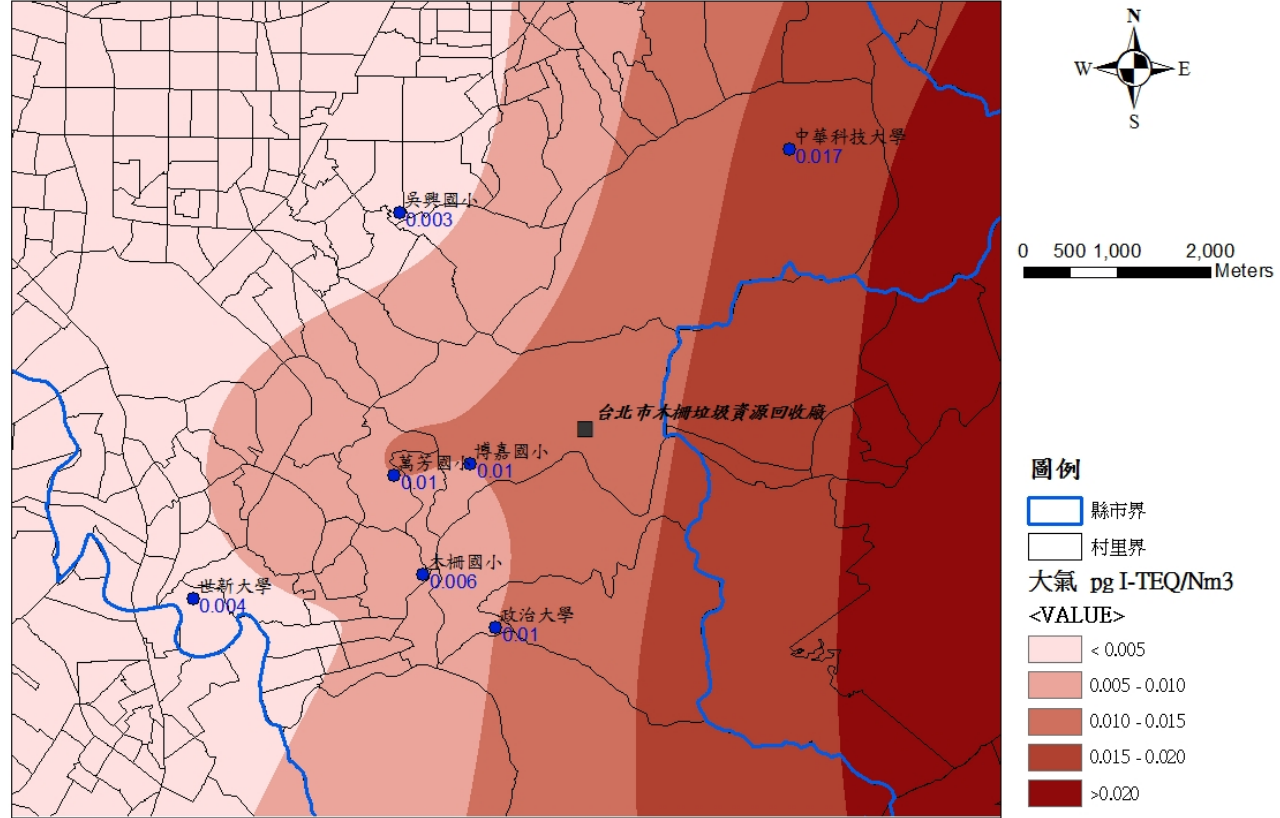 中華科技大學
0.017
吳興國小
0.003
台北市木柵垃圾資源回收廠
博嘉國小
0.01
萬芳國小
0.01
木柵國小
0.006
世新大學
0.004
政治大學
0.01
N
W E
S
0 500 1,000 2,000
Meters
圖例
縣市界
村里界
大氣 pg I-TEQ/Nm3
<VALUE>
< 0.005
0.005 - 0.010
0.010 - 0.015
0.015 - 0.020
>0.020